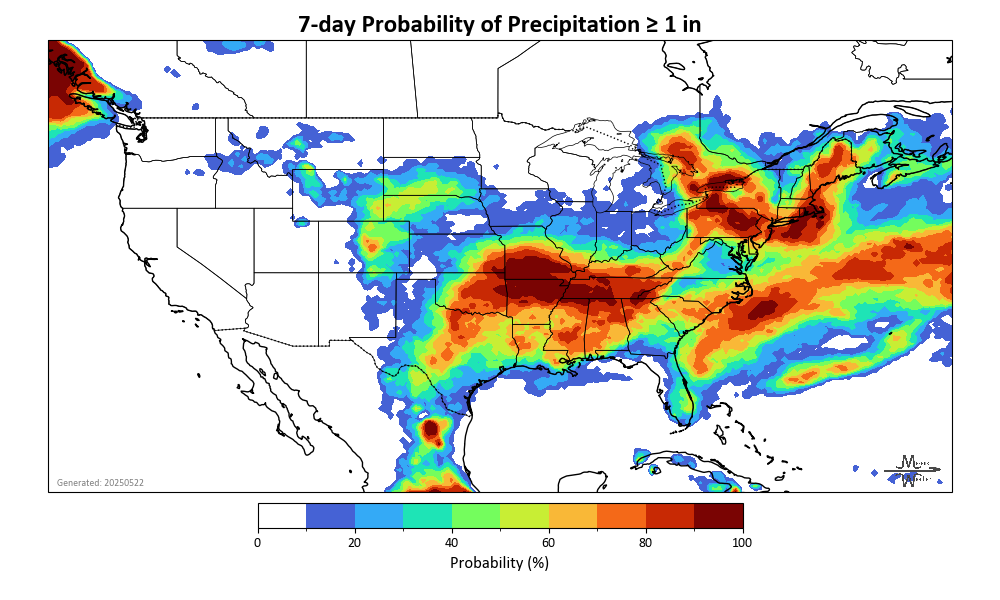 7-day Probability of Precipitation ≥ 1 in
Generated: 20250522
0 20 40 60 80 100
Probability (%)